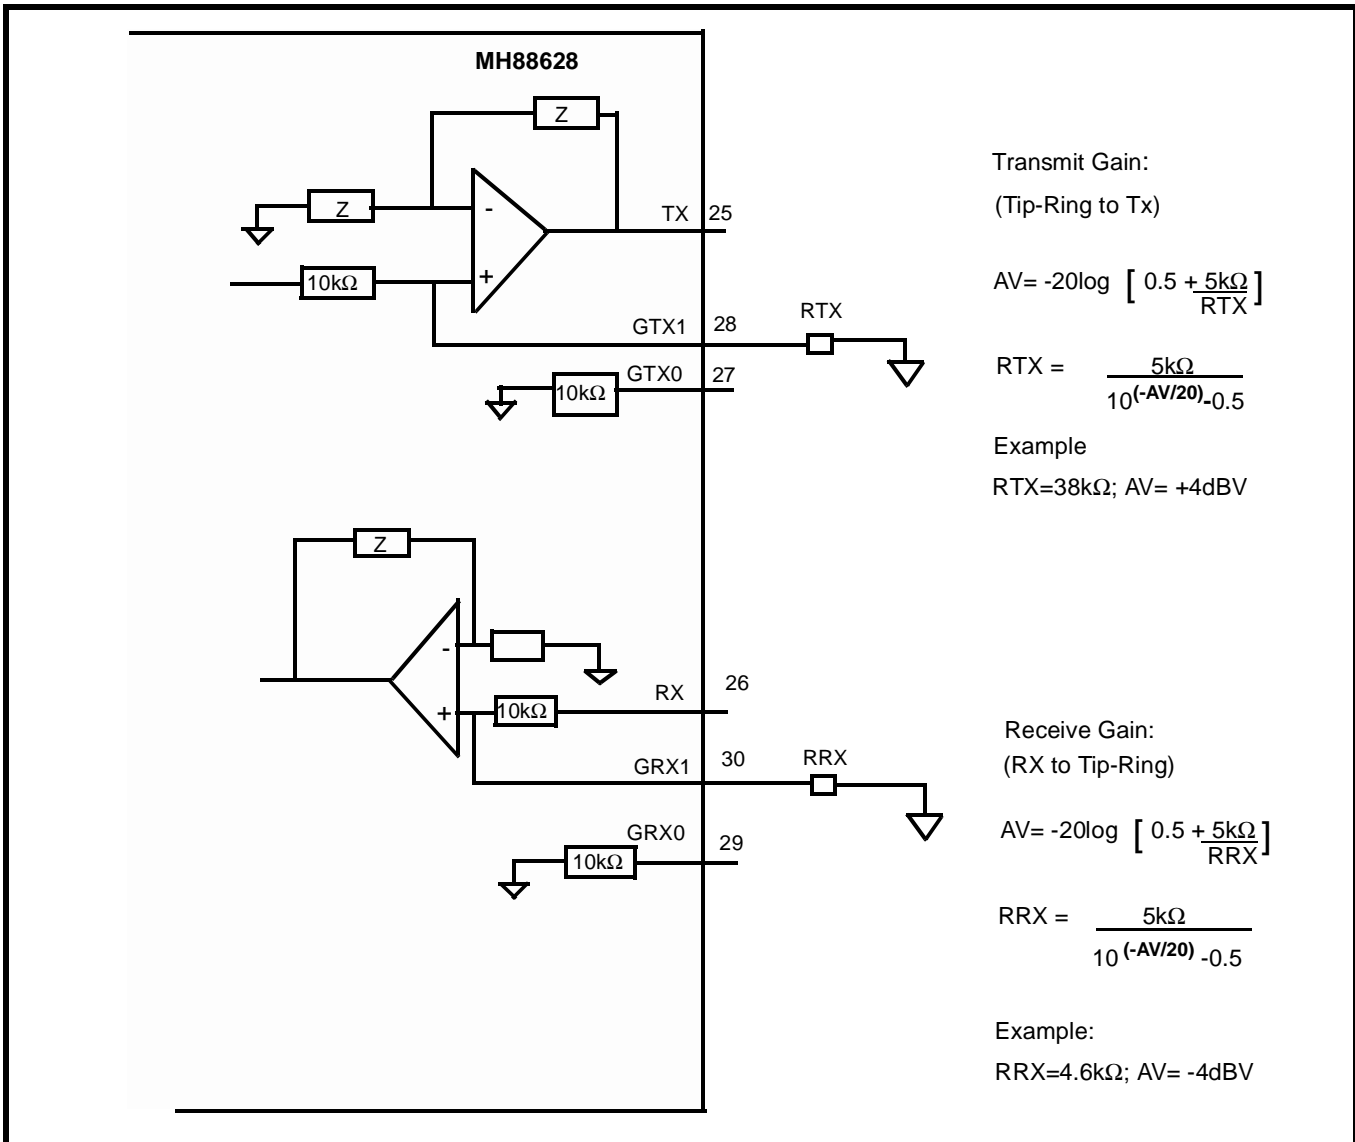 MH88628
Z
Z
-
+
10kΩ
TX 25
GTX1 28
RTX
GTX0 27
10kΩ
Transmit Gain:
(Tip-Ring to Tx)
AV= -20log [ 0.5 + 5kΩ ]
RTX
RTX = 5kΩ
10(-AV/20)-0.5
Example
RTX=38kΩ; AV= +4dBV
Z
-
+
10kΩ
RX 26
GRX1 30
RRX
GRX0 29
10kΩ
Receive Gain:
(RX to Tip-Ring)
AV= -20log [ 0.5 + 5kΩ ]
RRX
RRX = 5kΩ
10 (-AV/20) -0.5
Example:
RRX=4.6kΩ; AV= -4dBV